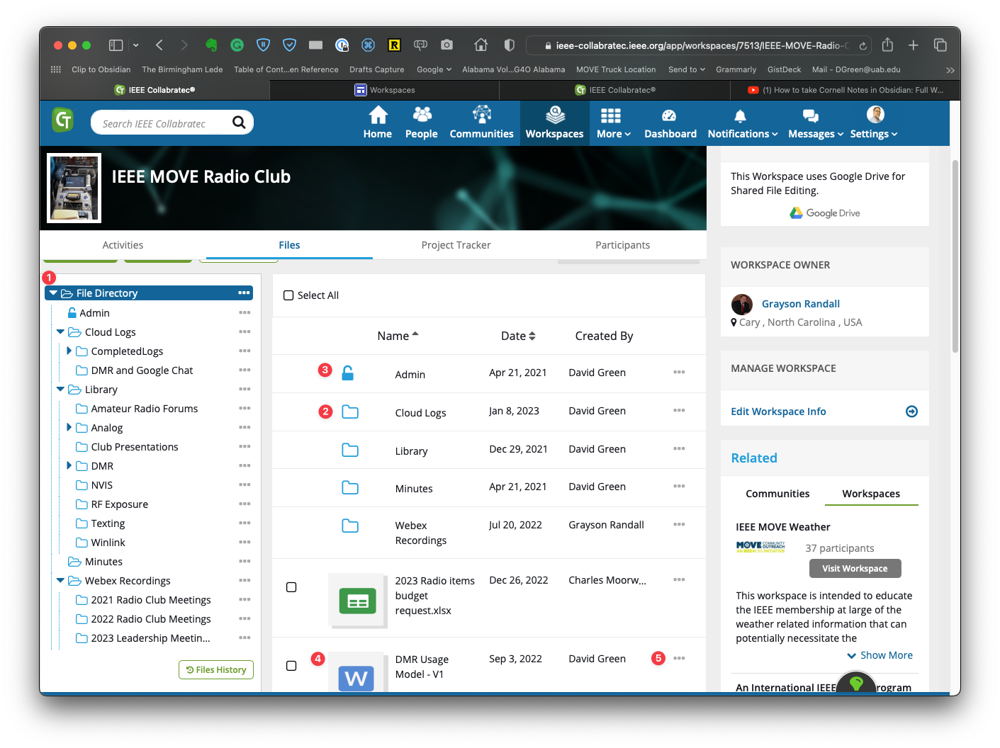 ieee-collabratec.ieee.org/app/workspaces/7513/IEEE-MOVE-Radio-C
Clip to Obsidian
The Birmingham Lede
Table of Cont...en Reference
Drafts Capture
Google
Alabama Vol...G4O Alabama
MOVE Truck Location
Send to
Grammarly
GistDeck
Mail - DGreen@uab.edu
IEEE Collabratec®
Workspaces
IEEE Collabratec®
(1) How to take Cornell Notes in Obsidian: Full W...
Search IEEE Collabratec
Home
People
Communities
Workspaces
More
Dashboard
Notifications
Messages
Settings
IEEE MOVE Radio Club
Activities
Files
Project Tracker
Participants
1
File Directory
Admin
Cloud Logs
CompletedLogs
DMR and Google Chat
Library
Amateur Radio Forums
Analog
Club Presentations
DMR
NVIS
RF Exposure
Texting
Winlink
Minutes
Webex Recordings
2021 Radio Club Meetings
2022 Radio Club Meetings
2023 Leadership Meetin...
Files History
Select All
Name
Date
Created By
3
Admin
Apr 21, 2021
David Green
2
Cloud Logs
Jan 8, 2023
David Green
Library
Dec 29, 2021
David Green
Minutes
Apr 21, 2021
David Green
Webex
Recordings
Jul 20, 2022
Grayson Randall
2023 Radio items
budget
request.xlsx
Dec 26, 2022
Charles Moorw...
4
W
DMR Usage
Model - V1
Sep 3, 2022
David Green
5
This Workspace uses Google Drive for
Shared File Editing.
Google Drive
WORKSPACE OWNER
Grayson Randall
Cary , North Carolina , USA
MANAGE WORKSPACE
Edit Workspace Info
Related
Communities
Workspaces
IEEE MOVE Weather
MOVE COMMUNITY OUTREACH
AN IEEE-USA INITIATIVE
37 participants
Visit Workspace
This workspace is intended to educate
the IEEE membership at large of the
weather related information that can
potentially necessitate the
Show More
An International IEEE rogram